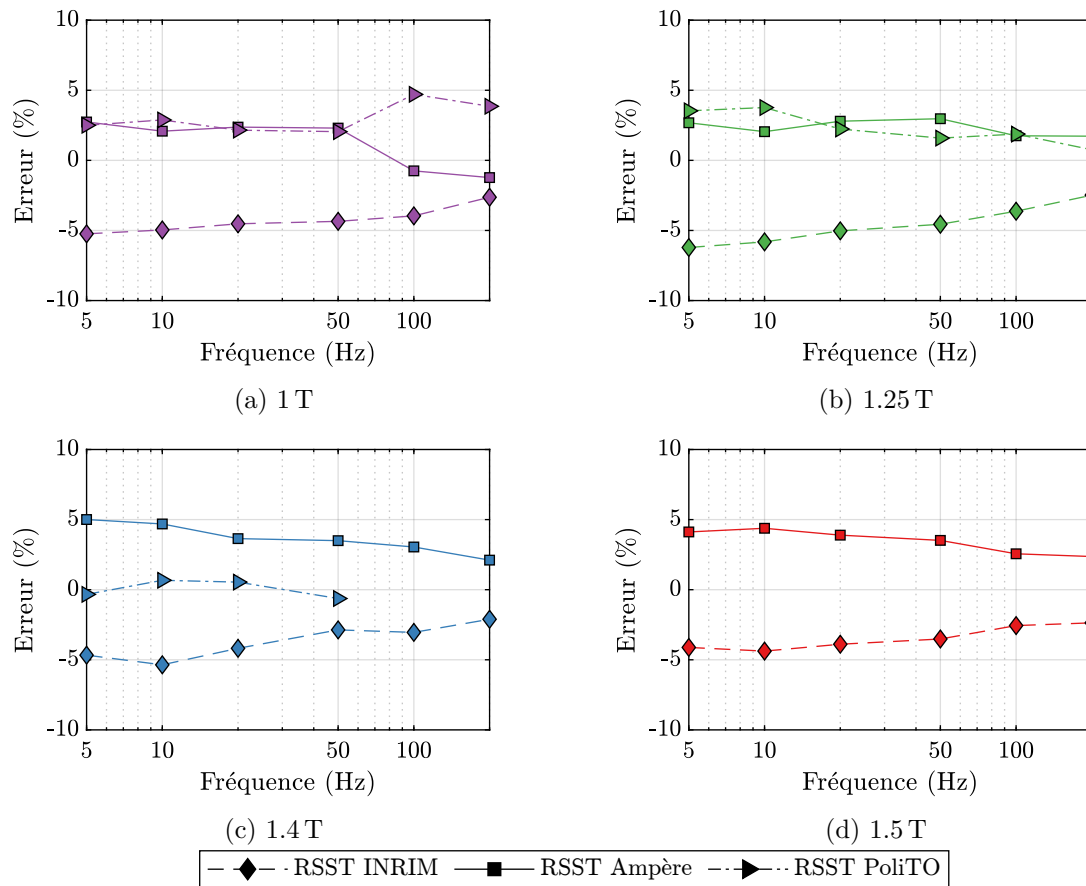 10
5
0
-5
-10
Erreur (%)
5 10 50 100
Fréquence (Hz)
(a) 1 T
10
5
0
-5
-10
Erreur (%)
5 10 50 100
Fréquence (Hz)
(b) 1.25 T
10
5
0
-5
-10
Erreur (%)
5 10 50 100
Fréquence (Hz)
(c) 1.4 T
10
5
0
-5
-10
Erreur (%)
5 10 50 100
Fréquence (Hz)
(d) 1.5 T
RSST INRIM RSST Ampère RSST PoliTO